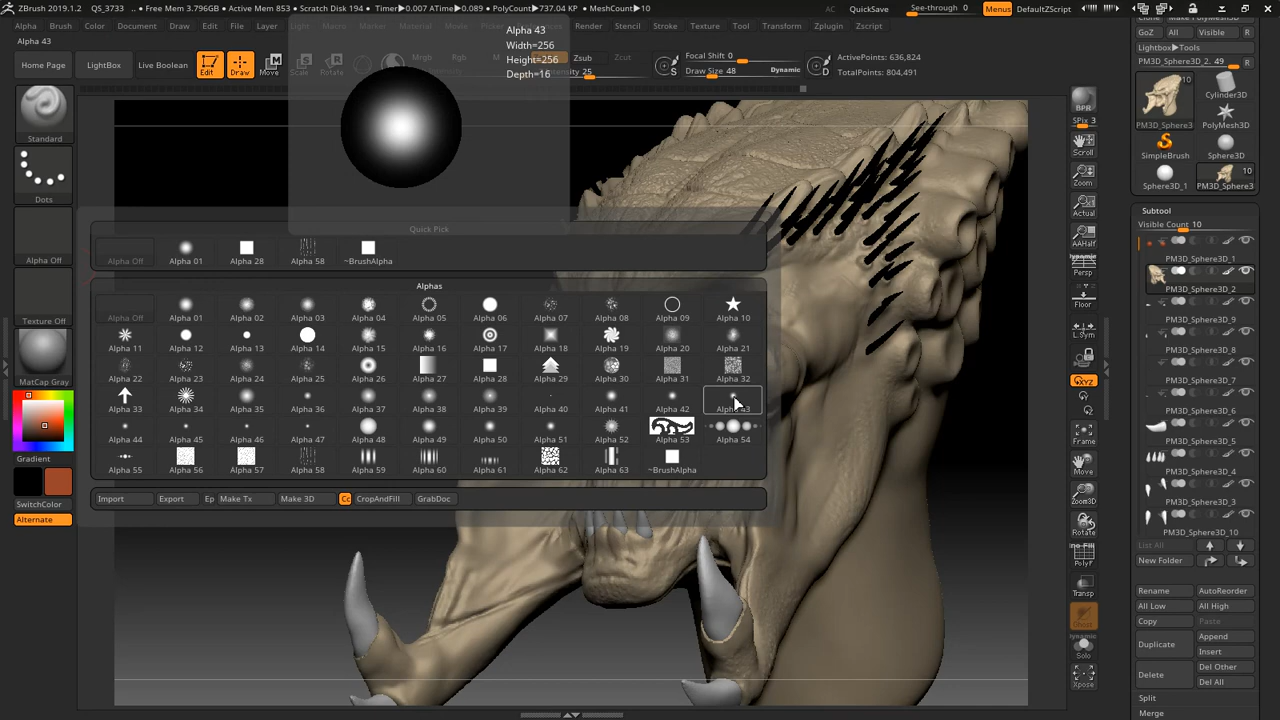 ZBrush 2019.1.2 QS_3733 • Free Mem 3.796GB • Active Mem 853 • Scratch Disk 194 • Timer▶0.007 ATime▶0.089 • PolyCount▶737.04 KP • MeshCount▶10 AC QuickSave See-through 0 Menus DefaultZScript
Alpha Brush Color Document Draw Edit File Render Stencil Stroke Texture Tool Transform Zplugin Zscript
Alpha 43
Home Page LightBox Live Boolean Edit Draw Move Scale Rotate
Alpha 43
Width=256
Height=256
Depth=16
Mrgb Rgb Zsub Zcut
Intensity 25
Focal Shift 0
Draw Size 48 Dynamic
ActivePoints: 636,824
TotalPoints: 804,491
Standard
Dots
Alpha Off
Texture Off
MatCap Gray
Gradient
SwitchColor
Alternate
Quick Pick
Alpha Off Alpha 01 Alpha 28 Alpha 58 ~BrushAlpha
Alphas
Alpha Off Alpha 01 Alpha 02 Alpha 03 Alpha 04 Alpha 05 Alpha 06 Alpha 07 Alpha 08 Alpha 09 Alpha 10
Alpha 11 Alpha 12 Alpha 13 Alpha 14 Alpha 15 Alpha 16 Alpha 17 Alpha 18 Alpha 19 Alpha 20 Alpha 21
Alpha 22 Alpha 23 Alpha 24 Alpha 25 Alpha 26 Alpha 27 Alpha 28 Alpha 29 Alpha 30 Alpha 31 Alpha 32
Alpha 33 Alpha 34 Alpha 35 Alpha 36 Alpha 37 Alpha 38 Alpha 39 Alpha 40 Alpha 41 Alpha 42 Alpha 43
Alpha 44 Alpha 45 Alpha 46 Alpha 47 Alpha 48 Alpha 49 Alpha 50 Alpha 51 Alpha 52 Alpha 53 Alpha 54
Alpha 55 Alpha 56 Alpha 57 Alpha 58 Alpha 59 Alpha 60 Alpha 61 Alpha 62 Alpha 63 ~BrushAlpha
Import Export Ep Make Tx Make 3D Cc CropAndFill GrabDoc
BPR
SPix 3
Scroll
Zoom
Actual
AAHalf
Persp
Floor
L.Sym
XYZ
Frame
Move
Zoom3D
Rotate
PolyF
Transp
Ghost
Dynamic
Solo
Xpose
GoZ All Visible R
Lightbox▶Tools
PM3D_Sphere3D_2. 49 R
10
PM3D_Sphere3
Cylinder3D
PolyMesh3D
SimpleBrush
Sphere3D
Sphere3D_1
10
PM3D_Sphere3
Subtool
Visible Count 10
PM3D_Sphere3D_1
PM3D_Sphere3D_2
PM3D_Sphere3D_9
PM3D_Sphere3D_8
PM3D_Sphere3D_7
PM3D_Sphere3D_5
PM3D_Sphere3D_4
PM3D_Sphere3D_3
PM3D_Sphere3D_10
List All
New Folder
Rename AutoReorder
All Low All High
Copy Paste
Duplicate Append
Insert
Delete Del Other
Del All
Split
Merge